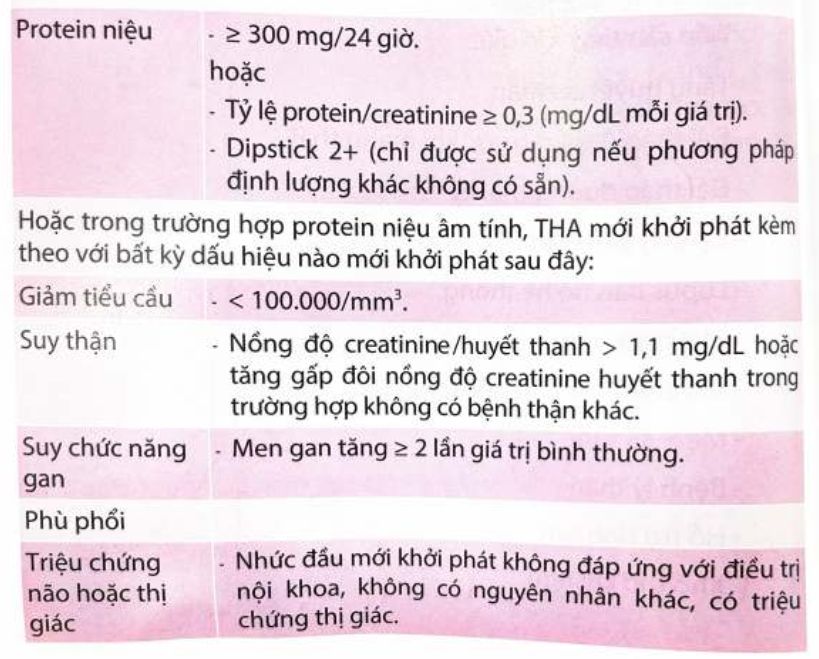 Protein niệu - ≥ 300 mg/24 giờ.
hoặc
- Tỷ lệ protein/creatinine ≥ 0,3 (mg/dL mỗi giá trị).
- Dipstick 2+ (chỉ được sử dụng nếu phương pháp
định lượng khác không có sẵn).
Hoặc trong trường hợp protein niệu âm tính, THA mới khởi phát kèm
theo với bất kỳ dấu hiệu nào mới khởi phát sau đây:
Giảm tiểu cầu - < 100.000/mm³.
Suy thận - Nồng độ creatinine/huyết thanh > 1,1 mg/dL hoặc
tăng gấp đôi nồng độ creatinine huyết thanh trong
trường hợp không có bệnh thận khác.
Suy chức năng - Men gan tăng ≥ 2 lần giá trị bình thường.
gan
Phù phổi
Triệu chứng - Nhức đầu mới khởi phát không đáp ứng với điều trị
não hoặc thị nội khoa, không có nguyên nhân khác, có triệu
giác chứng thị giác.